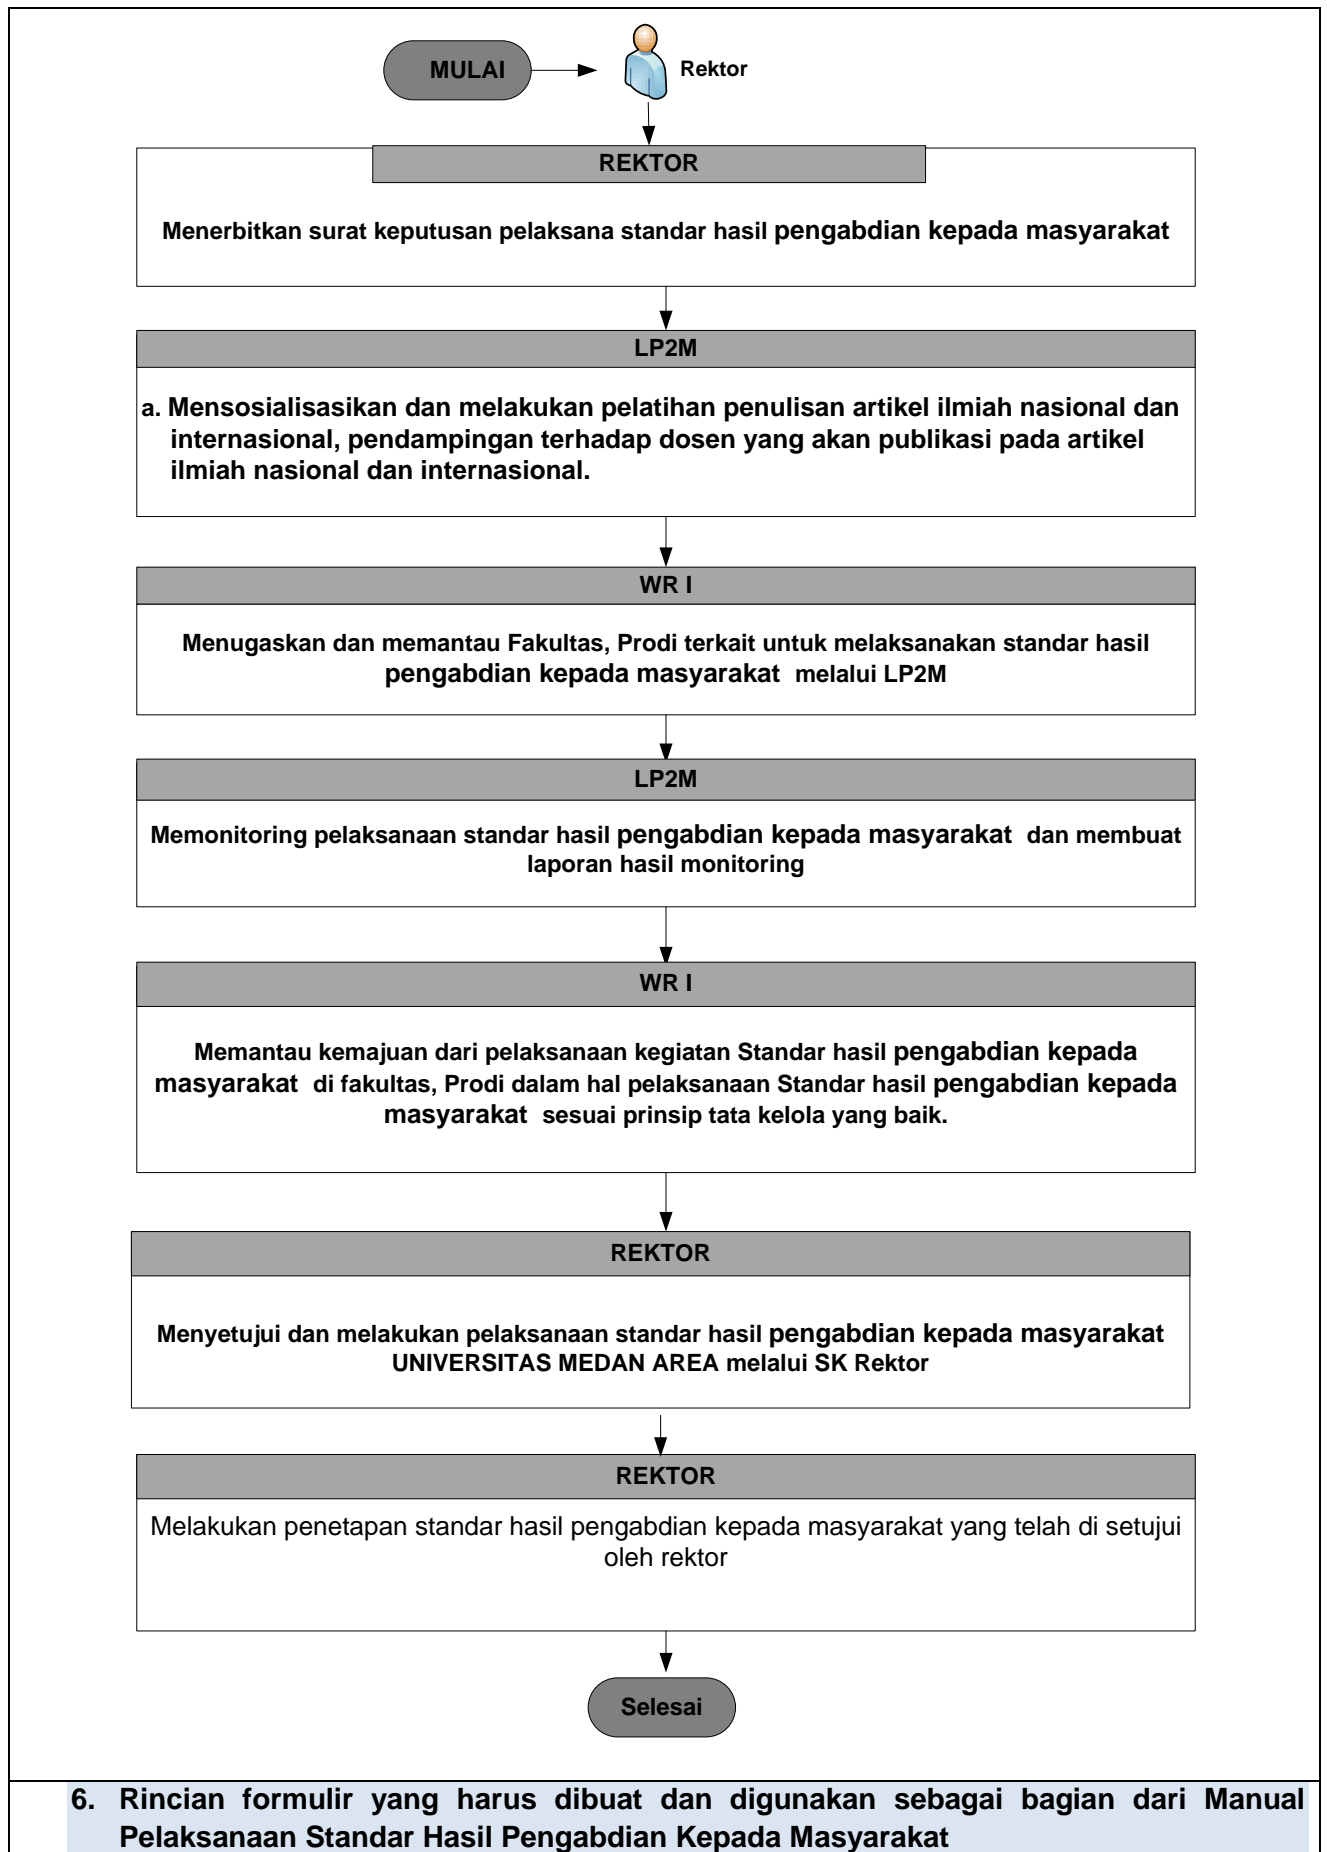 MULAI
Rektor
REKTOR
Menerbitkan surat keputusan pelaksana standar hasil pengabdian kepada masyarakat
LP2M
a. Mensosialisasikan dan melakukan pelatihan penulisan artikel ilmiah nasional dan
internasional, pendampingan terhadap dosen yang akan publikasi pada artikel
ilmiah nasional dan internasional.
WR I
Menugaskan dan memantau Fakultas, Prodi terkait untuk melaksanakan standar hasil
pengabdian kepada masyarakat melalui LP2M
LP2M
Memonitoring pelaksanaan standar hasil pengabdian kepada masyarakat dan membuat
laporan hasil monitoring
WR I
Memantau kemajuan dari pelaksanaan kegiatan Standar hasil pengabdian kepada
masyarakat di fakultas, Prodi dalam hal pelaksanaan Standar hasil pengabdian kepada
masyarakat sesuai prinsip tata kelola yang baik.
REKTOR
Menyetujui dan melakukan pelaksanaan standar hasil pengabdian kepada masyarakat
UNIVERSITAS MEDAN AREA melalui SK Rektor
REKTOR
Melakukan penetapan standar hasil pengabdian kepada masyarakat yang telah di setujui
oleh rektor
Selesai
6. Rincian formulir yang harus dibuat dan digunakan sebagai bagian dari Manual
Pelaksanaan Standar Hasil Pengabdian Kepada Masyarakat